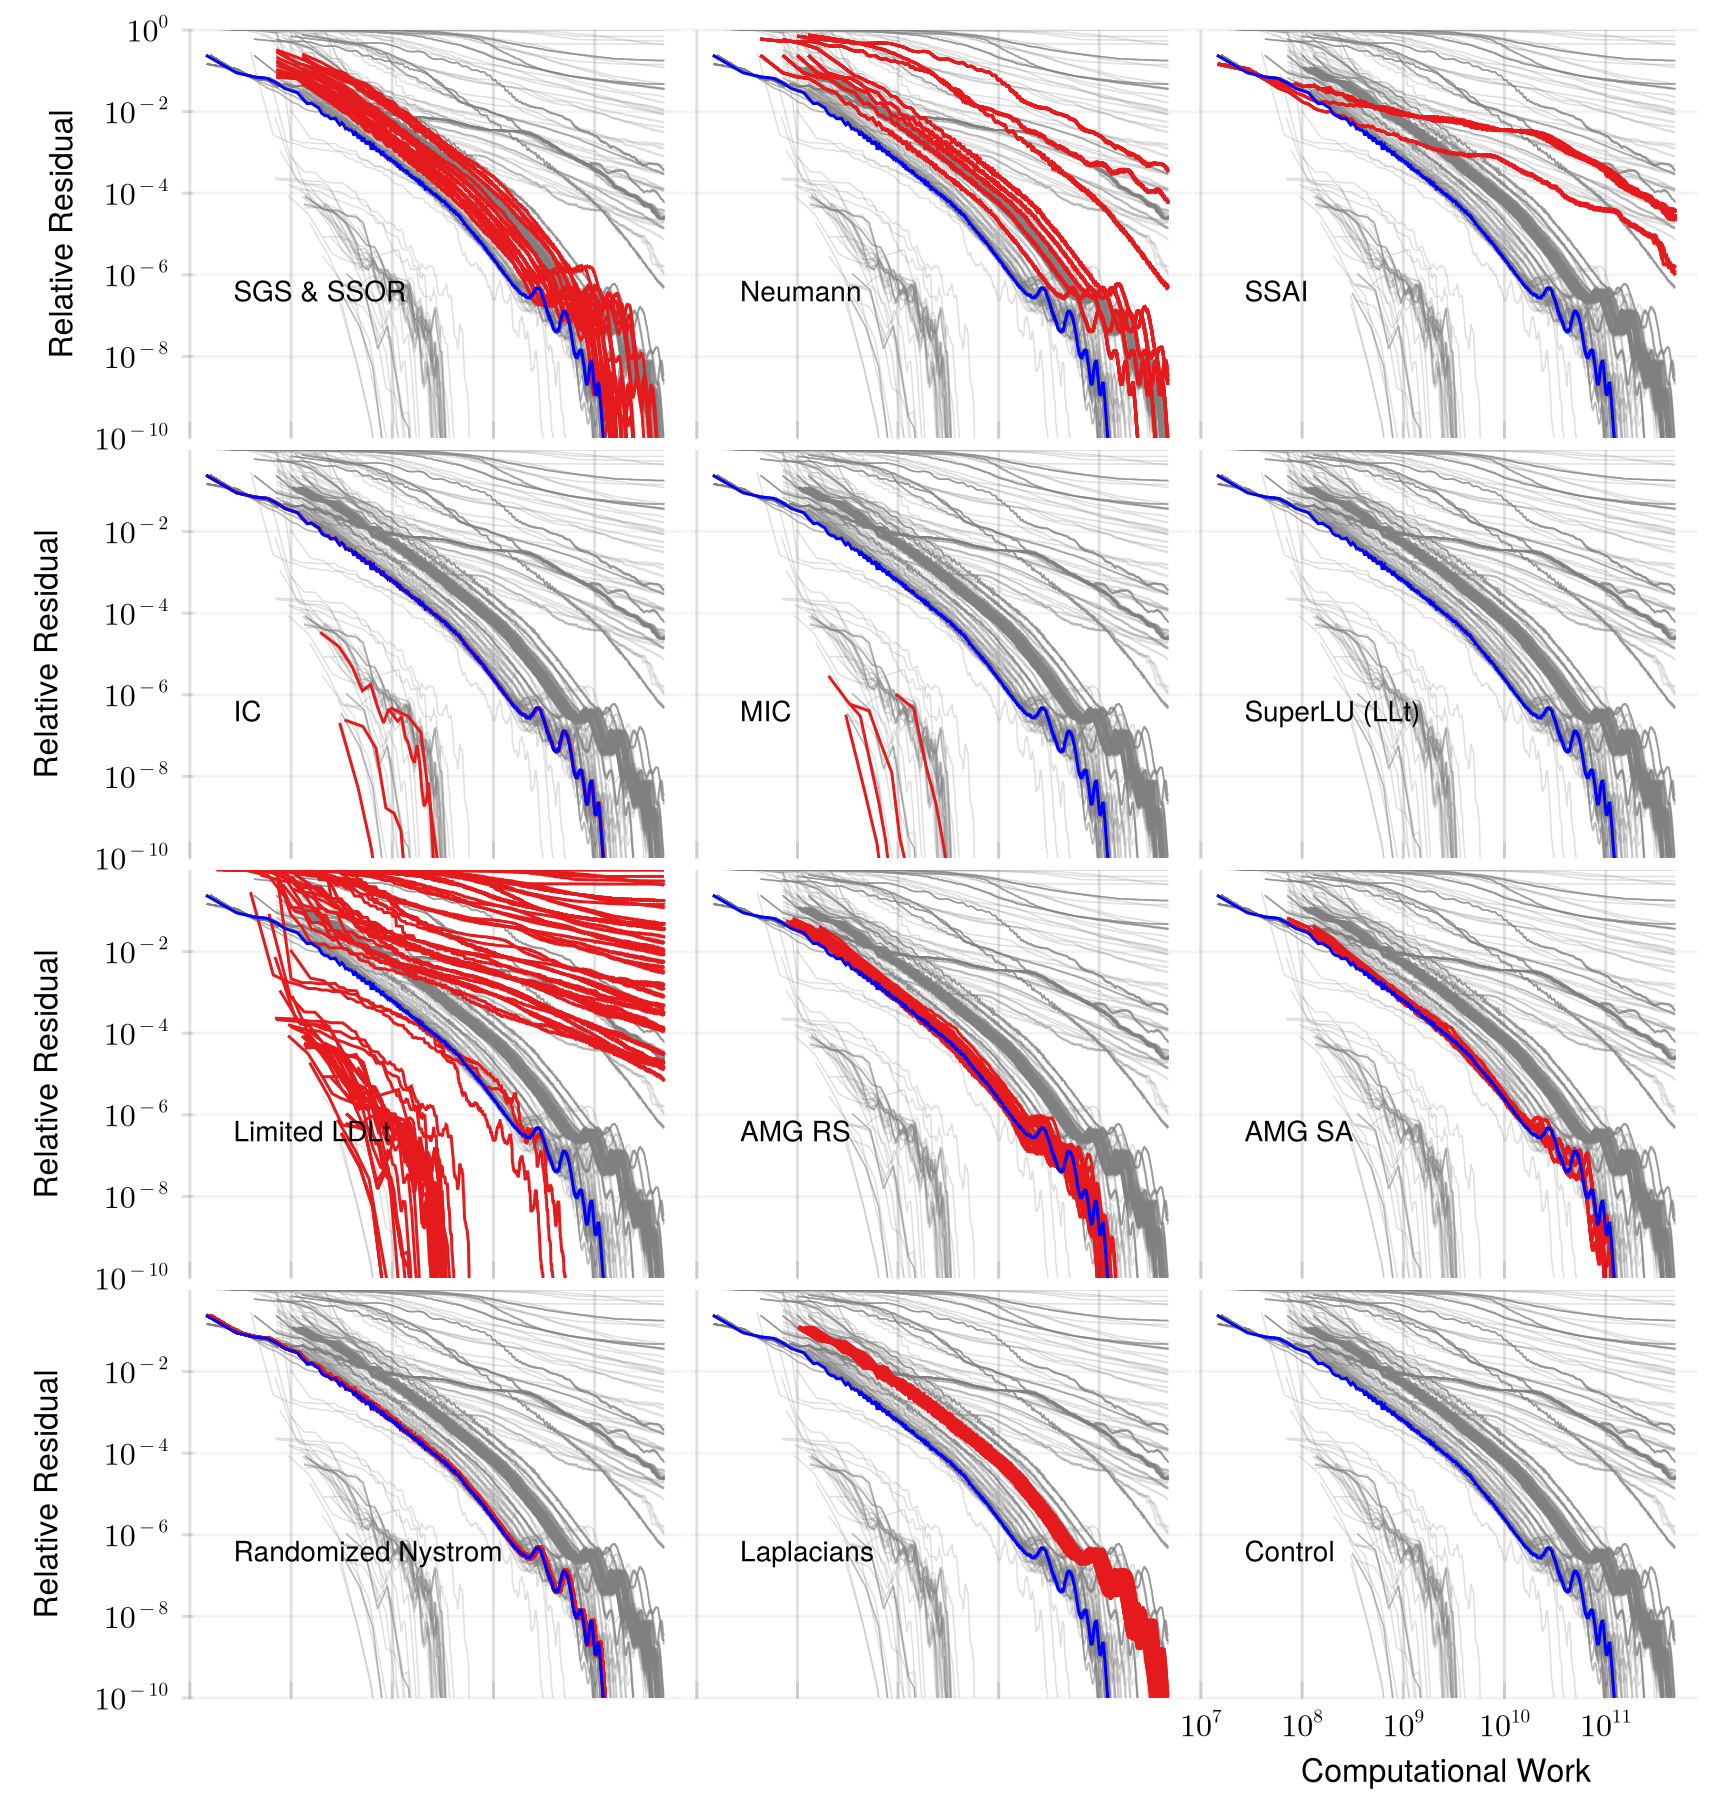 10^0
10^-2
10^-4
10^-6
10^-8
10^-10
Relative Residual
SGS & SSOR
Neumann
SSAI
10^-2
10^-4
10^-6
10^-8
10^-10
Relative Residual
IC
MIC
SuperLU (LLt)
10^-2
10^-4
10^-6
10^-8
10^-10
Relative Residual
Limited LDLt
AMG RS
AMG SA
10^-2
10^-4
10^-6
10^-8
10^-10
Relative Residual
Randomized Nystrom
Laplacians
Control
10^7 10^8 10^9 10^10 10^11
Computational Work